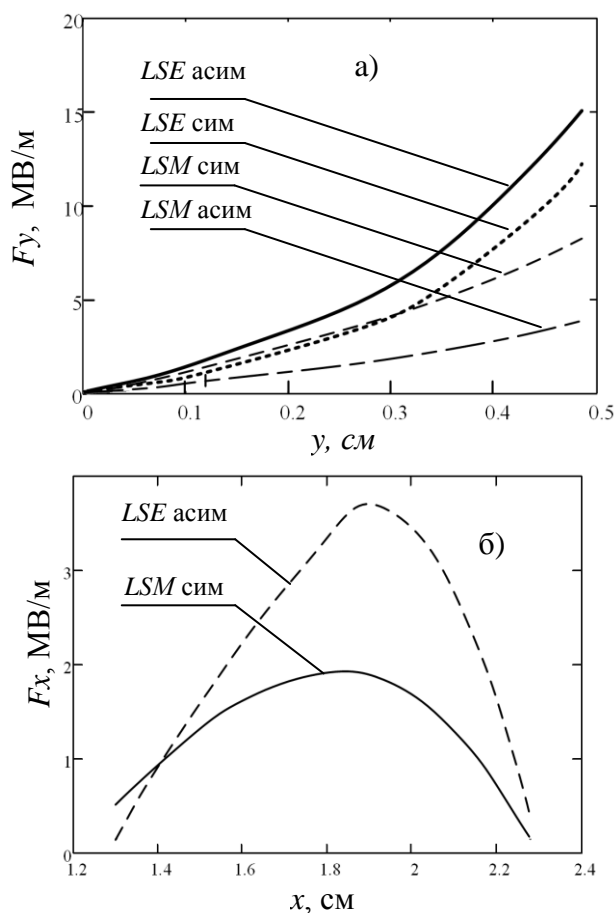 20
LSE асим
а)
15
LSE сим
LSM сим
10
LSM асим
Fy, МВ/м
5
0
0 0.1 0.2 0.3 0.4 0.5
y, см
LSE асим
б)
3
LSM сим
Fx, МВ/м
2
1
0
1.2 1.4 1.6 1.8 2 2.2 2.4
x, см